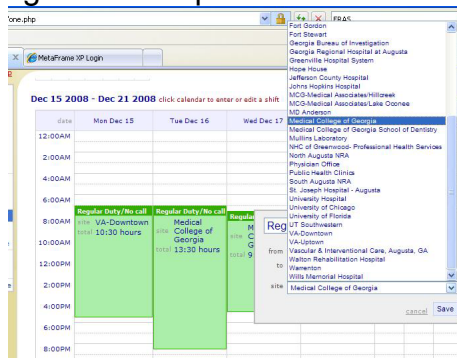 one.php
ERAS
MetaFrame XP Login
Dec 15 2008 - Dec 21 2008 click calendar to enter or edit a shift
date Mon Dec 15 Tue Dec 16 Wed Dec 17
12:00AM
2:00AM
4:00AM
6:00AM
8:00AM
10:00AM
12:00PM
2:00PM
4:00PM
6:00PM
8:00PM
Regular Duty/No call
site VA-Downtown
total 10:30 hours
Regular Duty/No call
site Medical College of Georgia
total 13:30 hours
Regular
site
total 9
Reg
from
to
site Medical College of Georgia
cancel Save
Fort Gordon
Fort Stewart
Georgia Bureau of Investigation
Georgia Regional Hospital at Augusta
Greenville Hospital System
Hope House
Jefferson County Hospital
Johns Hopkins Hospital
MCG-Medical Associates/Hillcreek
MCG-Medical Associates/Lake Oconee
MD Anderson
Medical College of Georgia
Medical College of Georgia School of Dentistry
Mullins Laboratory
NHC of Greenwood- Professional Health Services
North Augusta NRA
Physician Office
Public Health Clinics
South Augusta NRA
St. Joseph Hospital - Augusta
University Hospital
University of Chicago
University of Florida
UT Southwestern
VA-Downtown
VA-Uptown
Vascular & Interventional Care, Augusta, GA
Walton Rehabilitation Hospital
Warrenton
Wills Memorial Hospital